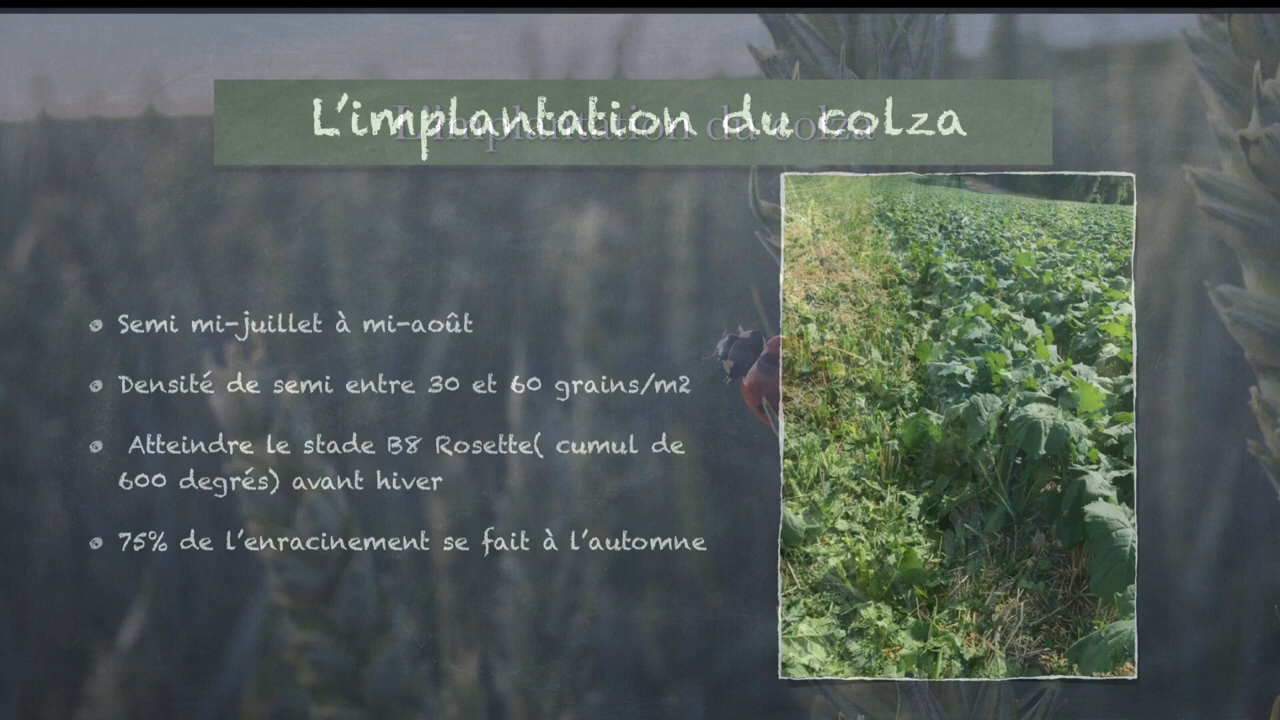 L'implantation du colza
Semi mi-juillet à mi-août
Densité de semi entre 30 et 60 grains/m2
Atteindre le stade B8 Rosette( cumul de
600 degrés) avant hiver
75% de l'enracinement se fait à l'automne